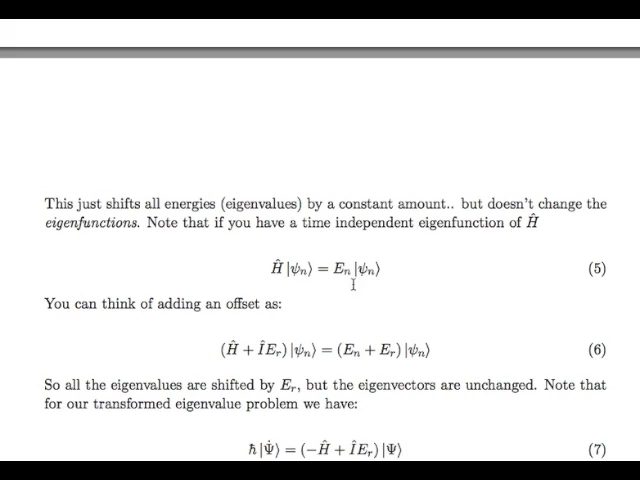 This just shifts all energies (eigenvalues) by a constant amount.. but doesn't change the
eigenfunctions. Note that if you have a time independent eigenfunction of Ĥ
Ĥ |ψₙ⟩ = Eₙ |ψₙ⟩ (5)
You can think of adding an offset as:
(Ĥ + ÎEᵣ) |ψₙ⟩ = (Eₙ + Eᵣ) |ψₙ⟩ (6)
So all the eigenvalues are shifted by Eᵣ, but the eigenvectors are unchanged. Note that
for our transformed eigenvalue problem we have:
ħ |Ψ̇⟩ = (−Ĥ + ÎEᵣ) |Ψ⟩ (7)